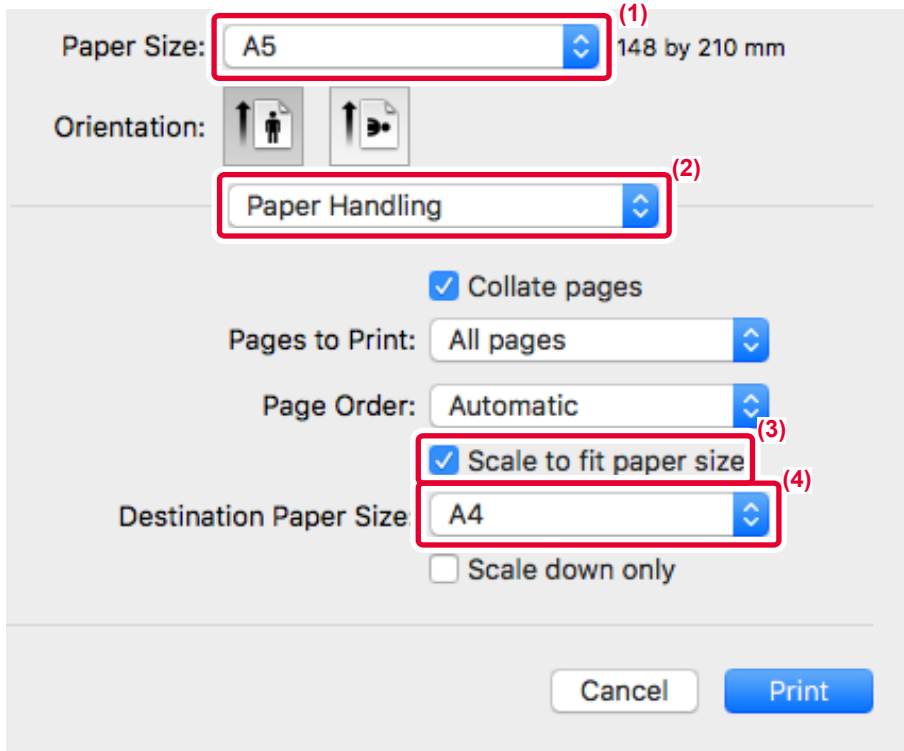 (1)
Paper Size: A5 148 by 210 mm
Orientation:
(2)
Paper Handling
Collate pages
Pages to Print: All pages
Page Order: Automatic
(3)
Scale to fit paper size
(4)
Destination Paper Size: A4
Scale down only
Cancel Print